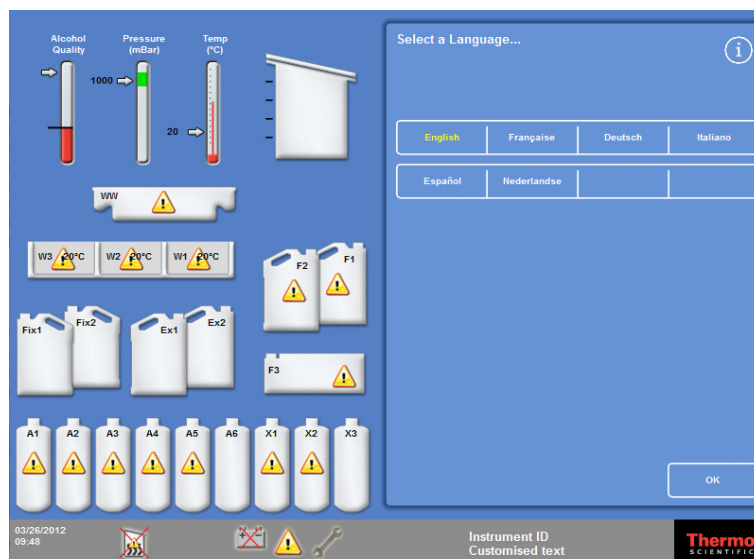 Alcohol
Quality
Pressure
(mBar)
Temp
(°C)
1000
20
WW
W3 20°C
W2 20°C
W1 20°C
F2
F1
Fix1
Fix2
Ex1
Ex2
F3
A1
A2
A3
A4
A5
A6
X1
X2
X3
Select a Language...
i
English
Française
Deutsch
Italiano
Español
Nederlandse
OK
03/26/2012
09:48
Instrument ID
Customised text
Thermo
SCIENTIFIC